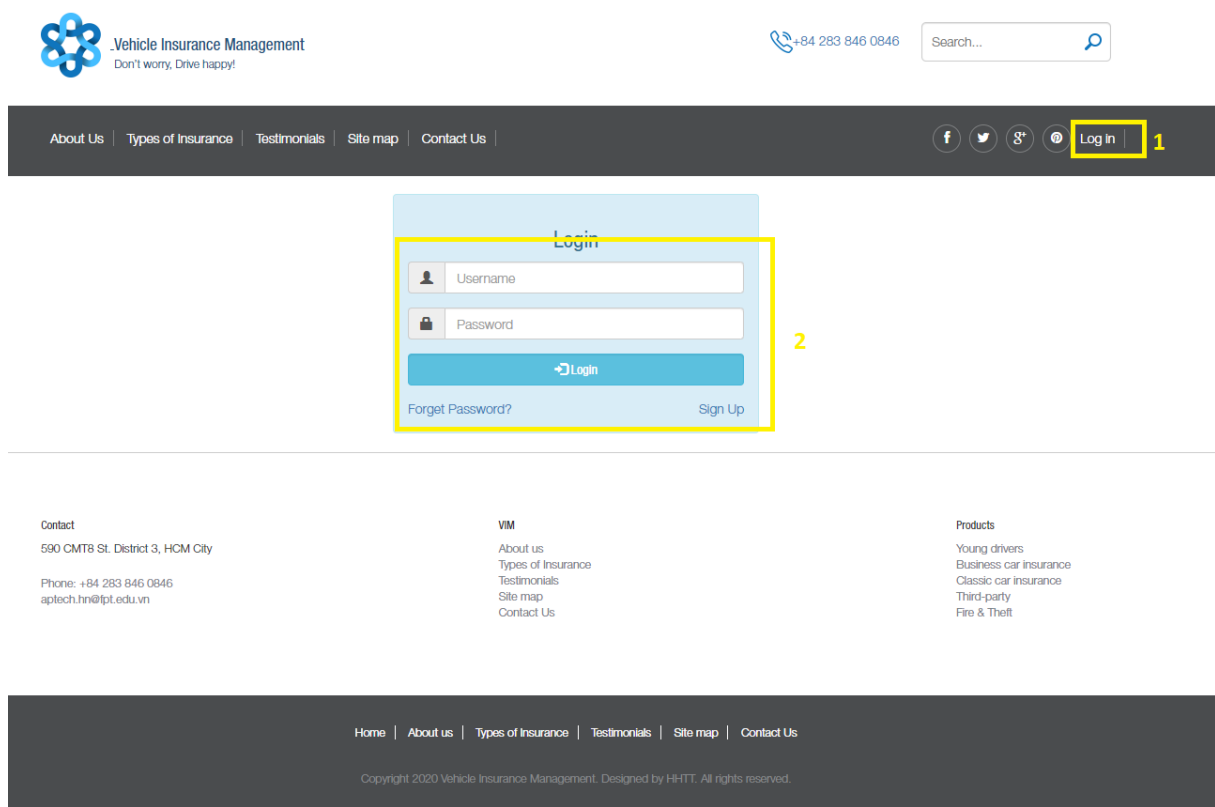 Vehicle Insurance Management
Don't worry, Drive happy!
+84 283 846 0846
Search...
About Us | Types of Insurance | Testimonials | Site map | Contact Us |
f g+ Log in | 1
Login
Username
Password
2
Login
Forget Password? Sign Up
Contact
590 CMT8 St. District 3, HCM City
Phone: +84 283 846 0846
aptech.hn@fpt.edu.vn
VIM
About us
Types of Insurance
Testimonials
Site map
Contact Us
Products
Young drivers
Business car insurance
Classic car insurance
Third-party
Fire & Theft
Home | About us | Types of Insurance | Testimonials | Site map | Contact Us
Copyright 2020 Vehicle Insurance Management. Designed by HHTT. All rights reserved.